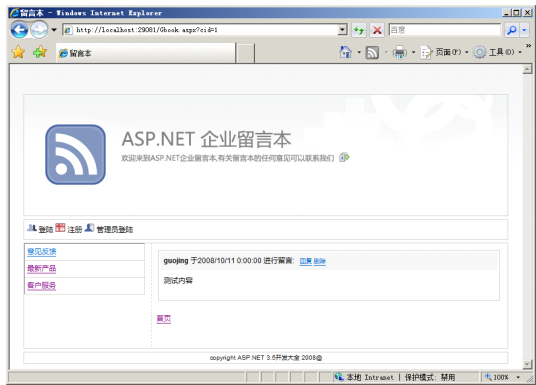 留言本 - Windows Internet Explorer
http://localhost:29081/Gbook.aspx?cid=1
百度
留言本
页面(P)
工具(O)
»
ASP.NET 企业留言本
欢迎来到ASP.NET企业留言本,有关留言本的任何意见可以联系我们
登陆 注册 管理员登陆
意见反馈
最新产品
客户服务
guojing 于2008/10/11 0:00:00 进行留言: 回复 删除
测试内容
首页
copyright ASP.NET 3.5开发大全 2008@
本地 Intranet | 保护模式: 禁用
100%